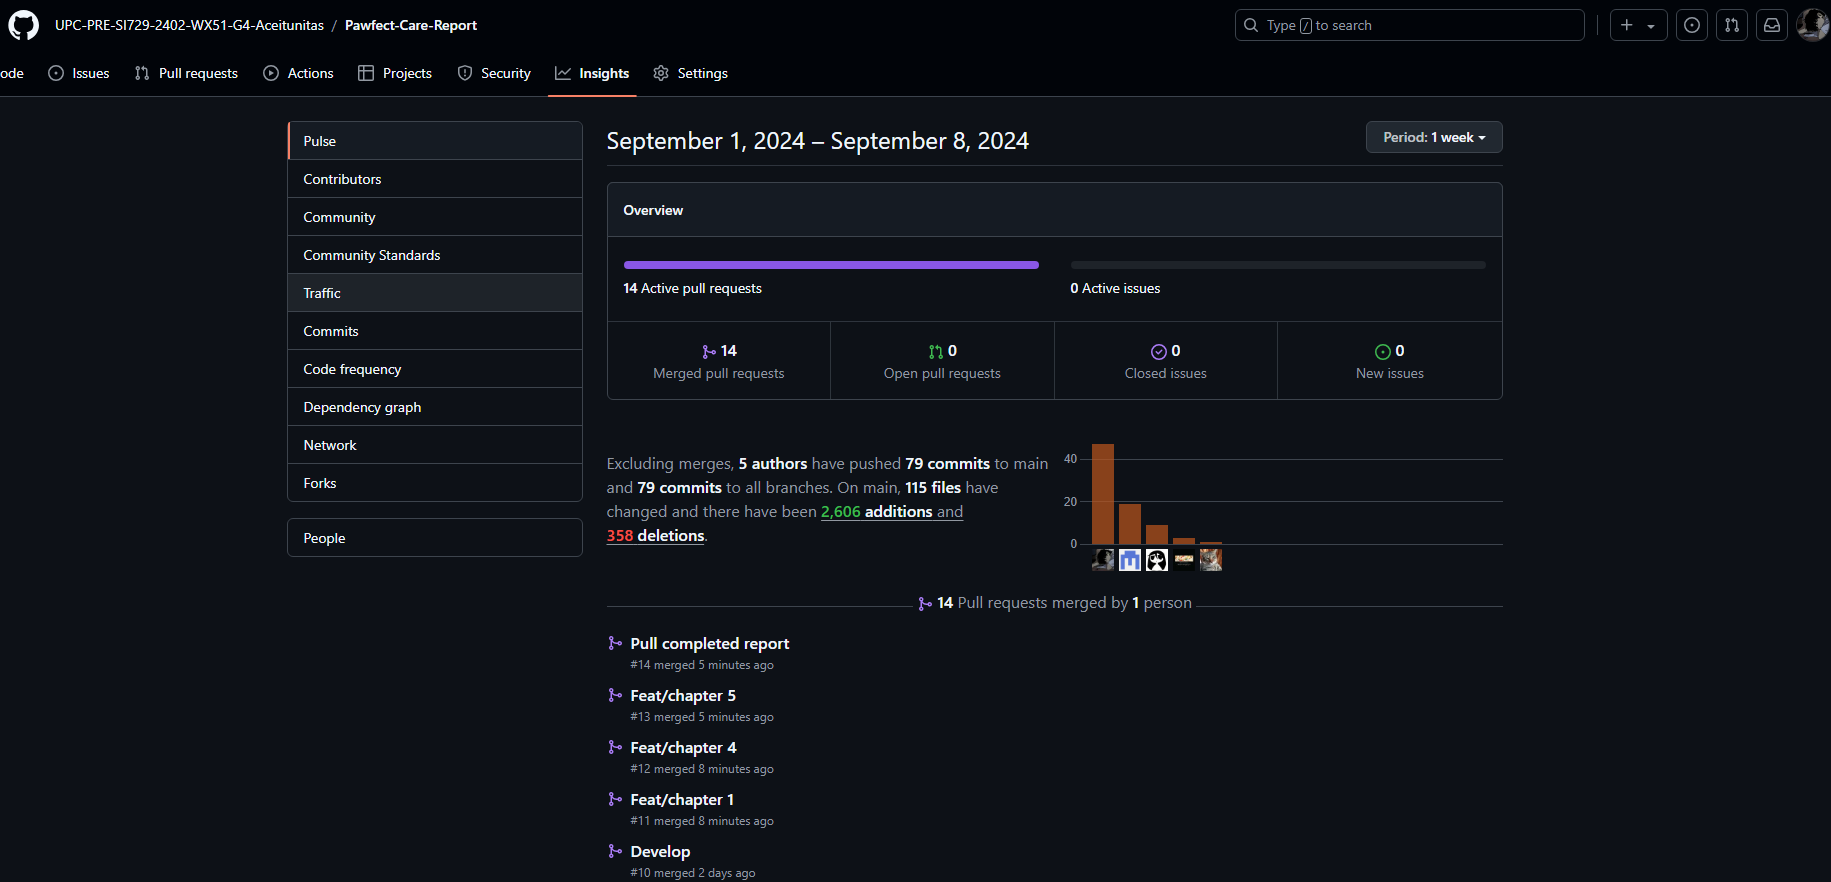 UPC-PRE-SI729-2402-WX51-G4-Aceitunitas / Pawfect-Care-Report
Type / to search
ode
Issues
Pull requests
Actions
Projects
Security
Insights
Settings
Pulse
Contributors
Community
Community Standards
Traffic
Commits
Code frequency
Dependency graph
Network
Forks
People
September 1, 2024 – September 8, 2024
Period: 1 week
Overview
14 Active pull requests
0 Active issues
14
Merged pull requests
0
Open pull requests
0
Closed issues
0
New issues
Excluding merges, 5 authors have pushed 79 commits to main
and 79 commits to all branches. On main, 115 files have
changed and there have been 2,606 additions and
358 deletions.
40
20
0
14 Pull requests merged by 1 person
Pull completed report
#14 merged 5 minutes ago
Feat/chapter 5
#13 merged 5 minutes ago
Feat/chapter 4
#12 merged 8 minutes ago
Feat/chapter 1
#11 merged 8 minutes ago
Develop
#10 merged 2 days ago